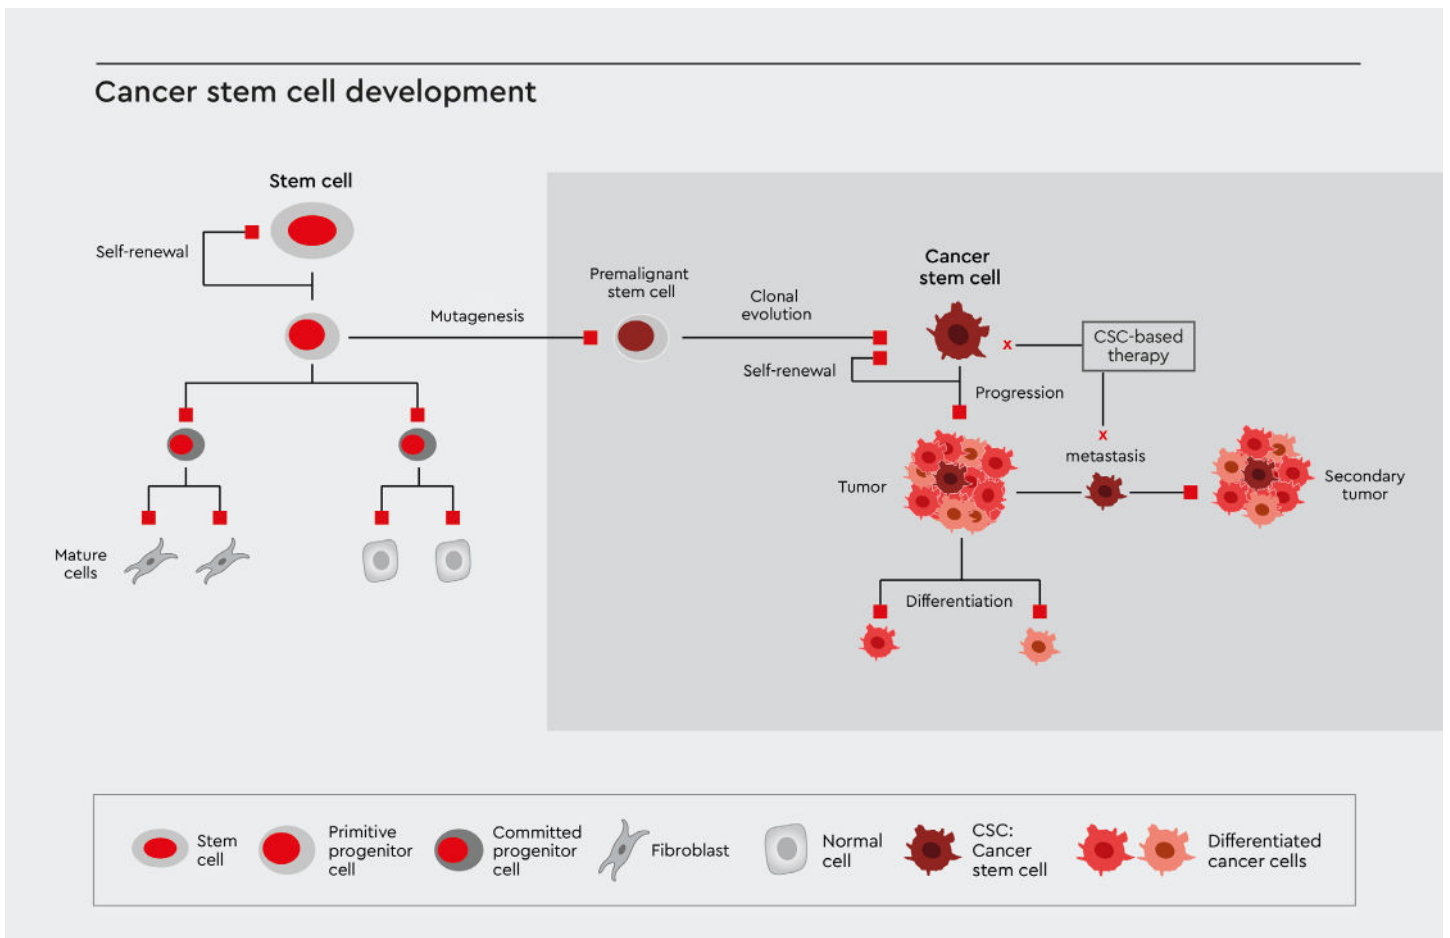 Cancer stem cell development
Stem cell
Self-renewal
Mutagenesis
Premalignant
stem cell
Clonal
evolution
Cancer
stem cell
CSC-based
therapy
Self-renewal
Progression
x
x
metastasis
Tumor
Secondary
tumor
Mature
cells
Differentiation
Stem
cell
Primitive
progenitor
cell
Committed
progenitor
cell
Fibroblast
Normal
cell
CSC:
Cancer
stem cell
Differentiated
cancer cells